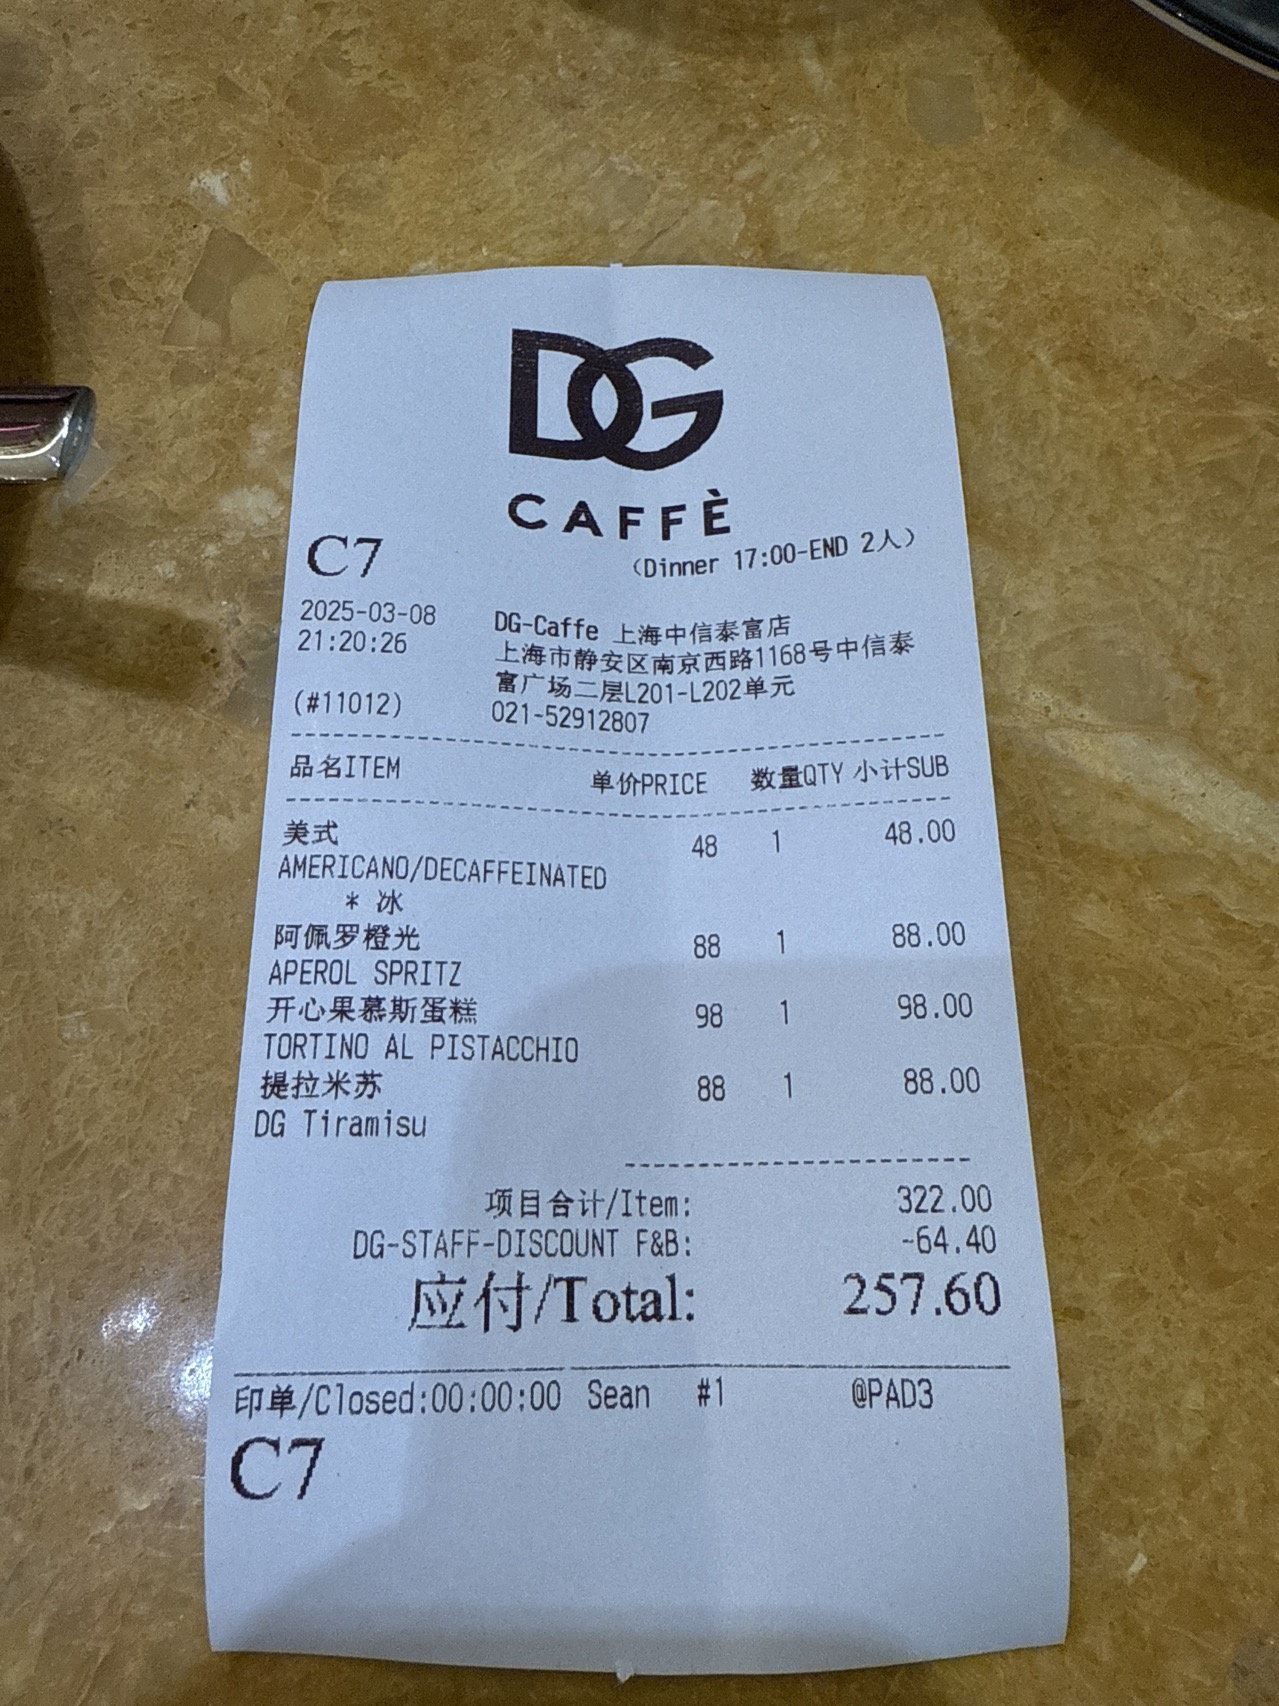 DG
CAFFÈ
C7
(Dinner 17:00-END 2人)
2025-03-08
21:20:26
(#11012)
DG-Caffe 上海中信泰富店
上海市静安区南京西路1168号中信泰
富广场二层L201-L202单元
021-52912807
品名ITEM 单价PRICE 数量QTY 小计SUB
美式 48 1 48.00
AMERICANO/DECAFFEINATED
* 冰
阿佩罗橙光 88 1 88.00
APEROL SPRITZ
开心果慕斯蛋糕 98 1 98.00
TORTINO AL PISTACCHIO
提拉米苏 88 1 88.00
DG Tiramisu
项目合计/Item: 322.00
DG-STAFF-DISCOUNT F&B: -64.40
应付/Total: 257.60
印单/Closed:00:00:00 Sean #1 @PAD3
C7